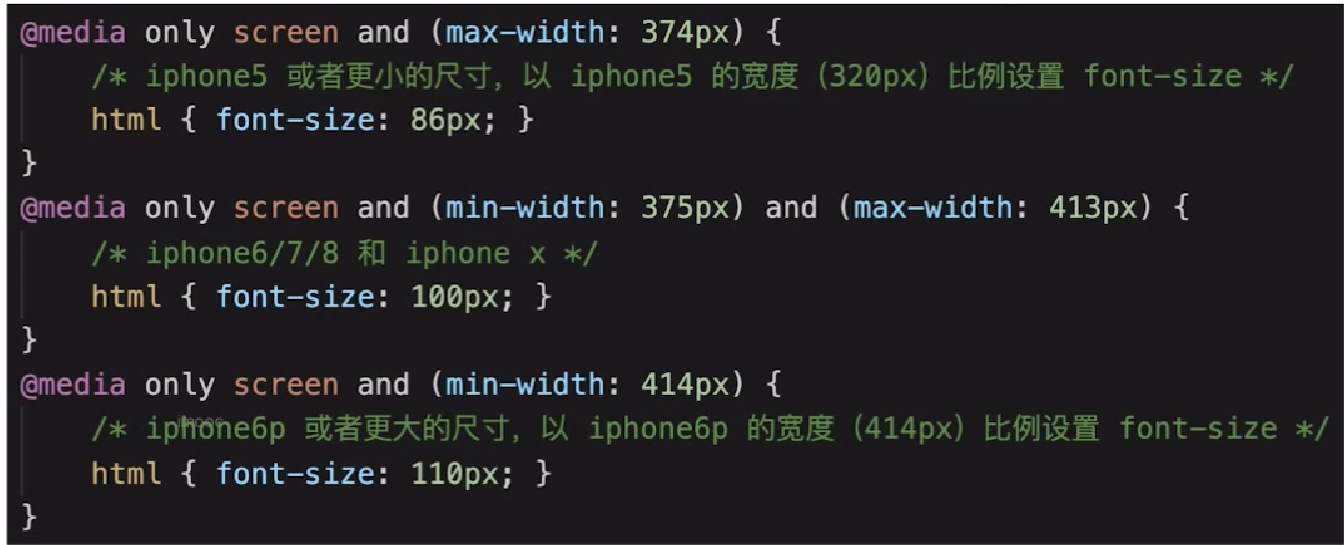 @media only screen and (max-width: 374px) {
/* iphone5 或者更小的尺寸，以 iphone5 的宽度（320px）比例设置 font-size */
html { font-size: 86px; }
}
@media only screen and (min-width: 375px) and (max-width: 413px) {
/* iphone6/7/8 和 iphone x */
html { font-size: 100px; }
}
@media only screen and (min-width: 414px) {
/* iphone6p 或者更大的尺寸，以 iphone6p 的宽度（414px）比例设置 font-size */
html { font-size: 110px; }
}